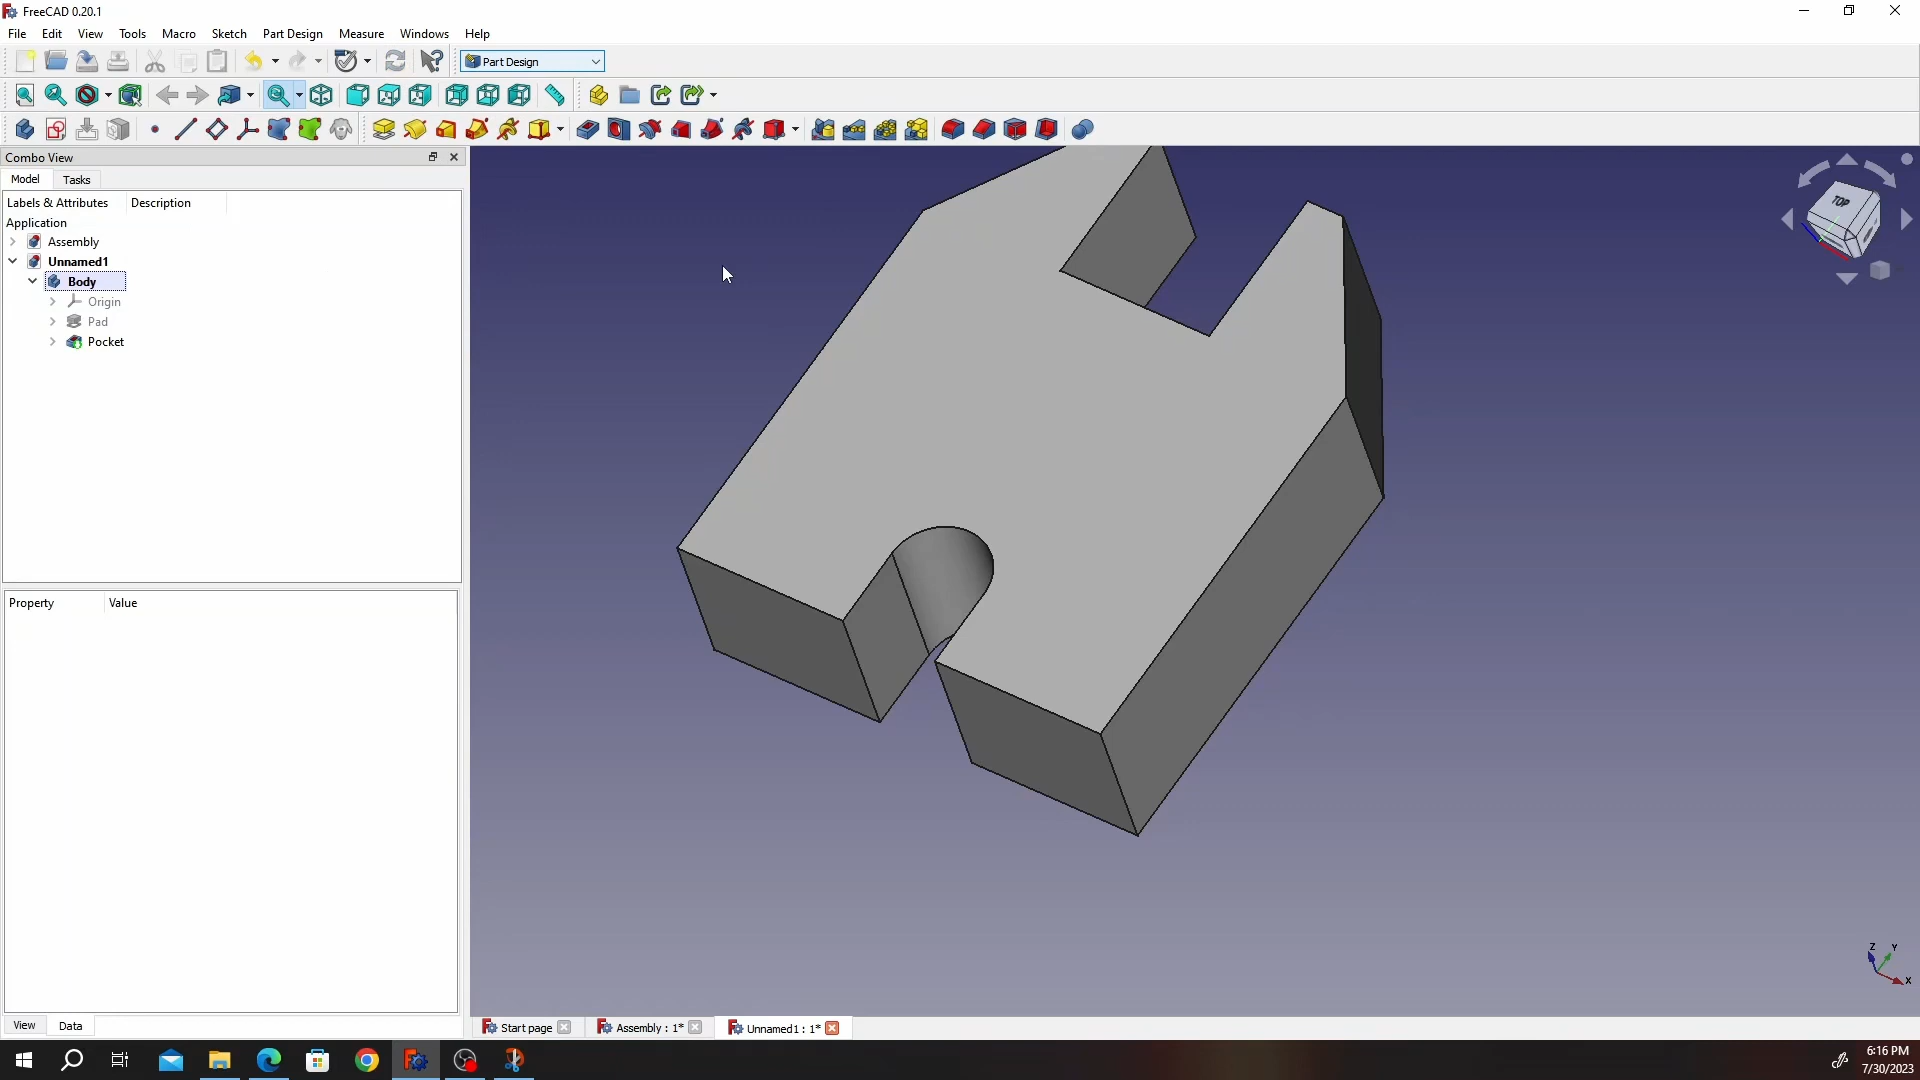 FreeCAD 0.20.1
File Edit View Tools Macro Sketch Part Design Measure Windows Help
Part Design
Combo View
Model Tasks
Labels & Attributes Description
Application
Assembly
Unnamed1
Body
Origin
Pad
Pocket
TOP
Property Value
Z Y
X
View Data
Start page Assembly : 1* Unnamed1 : 1*
6:16 PM
7/30/2023